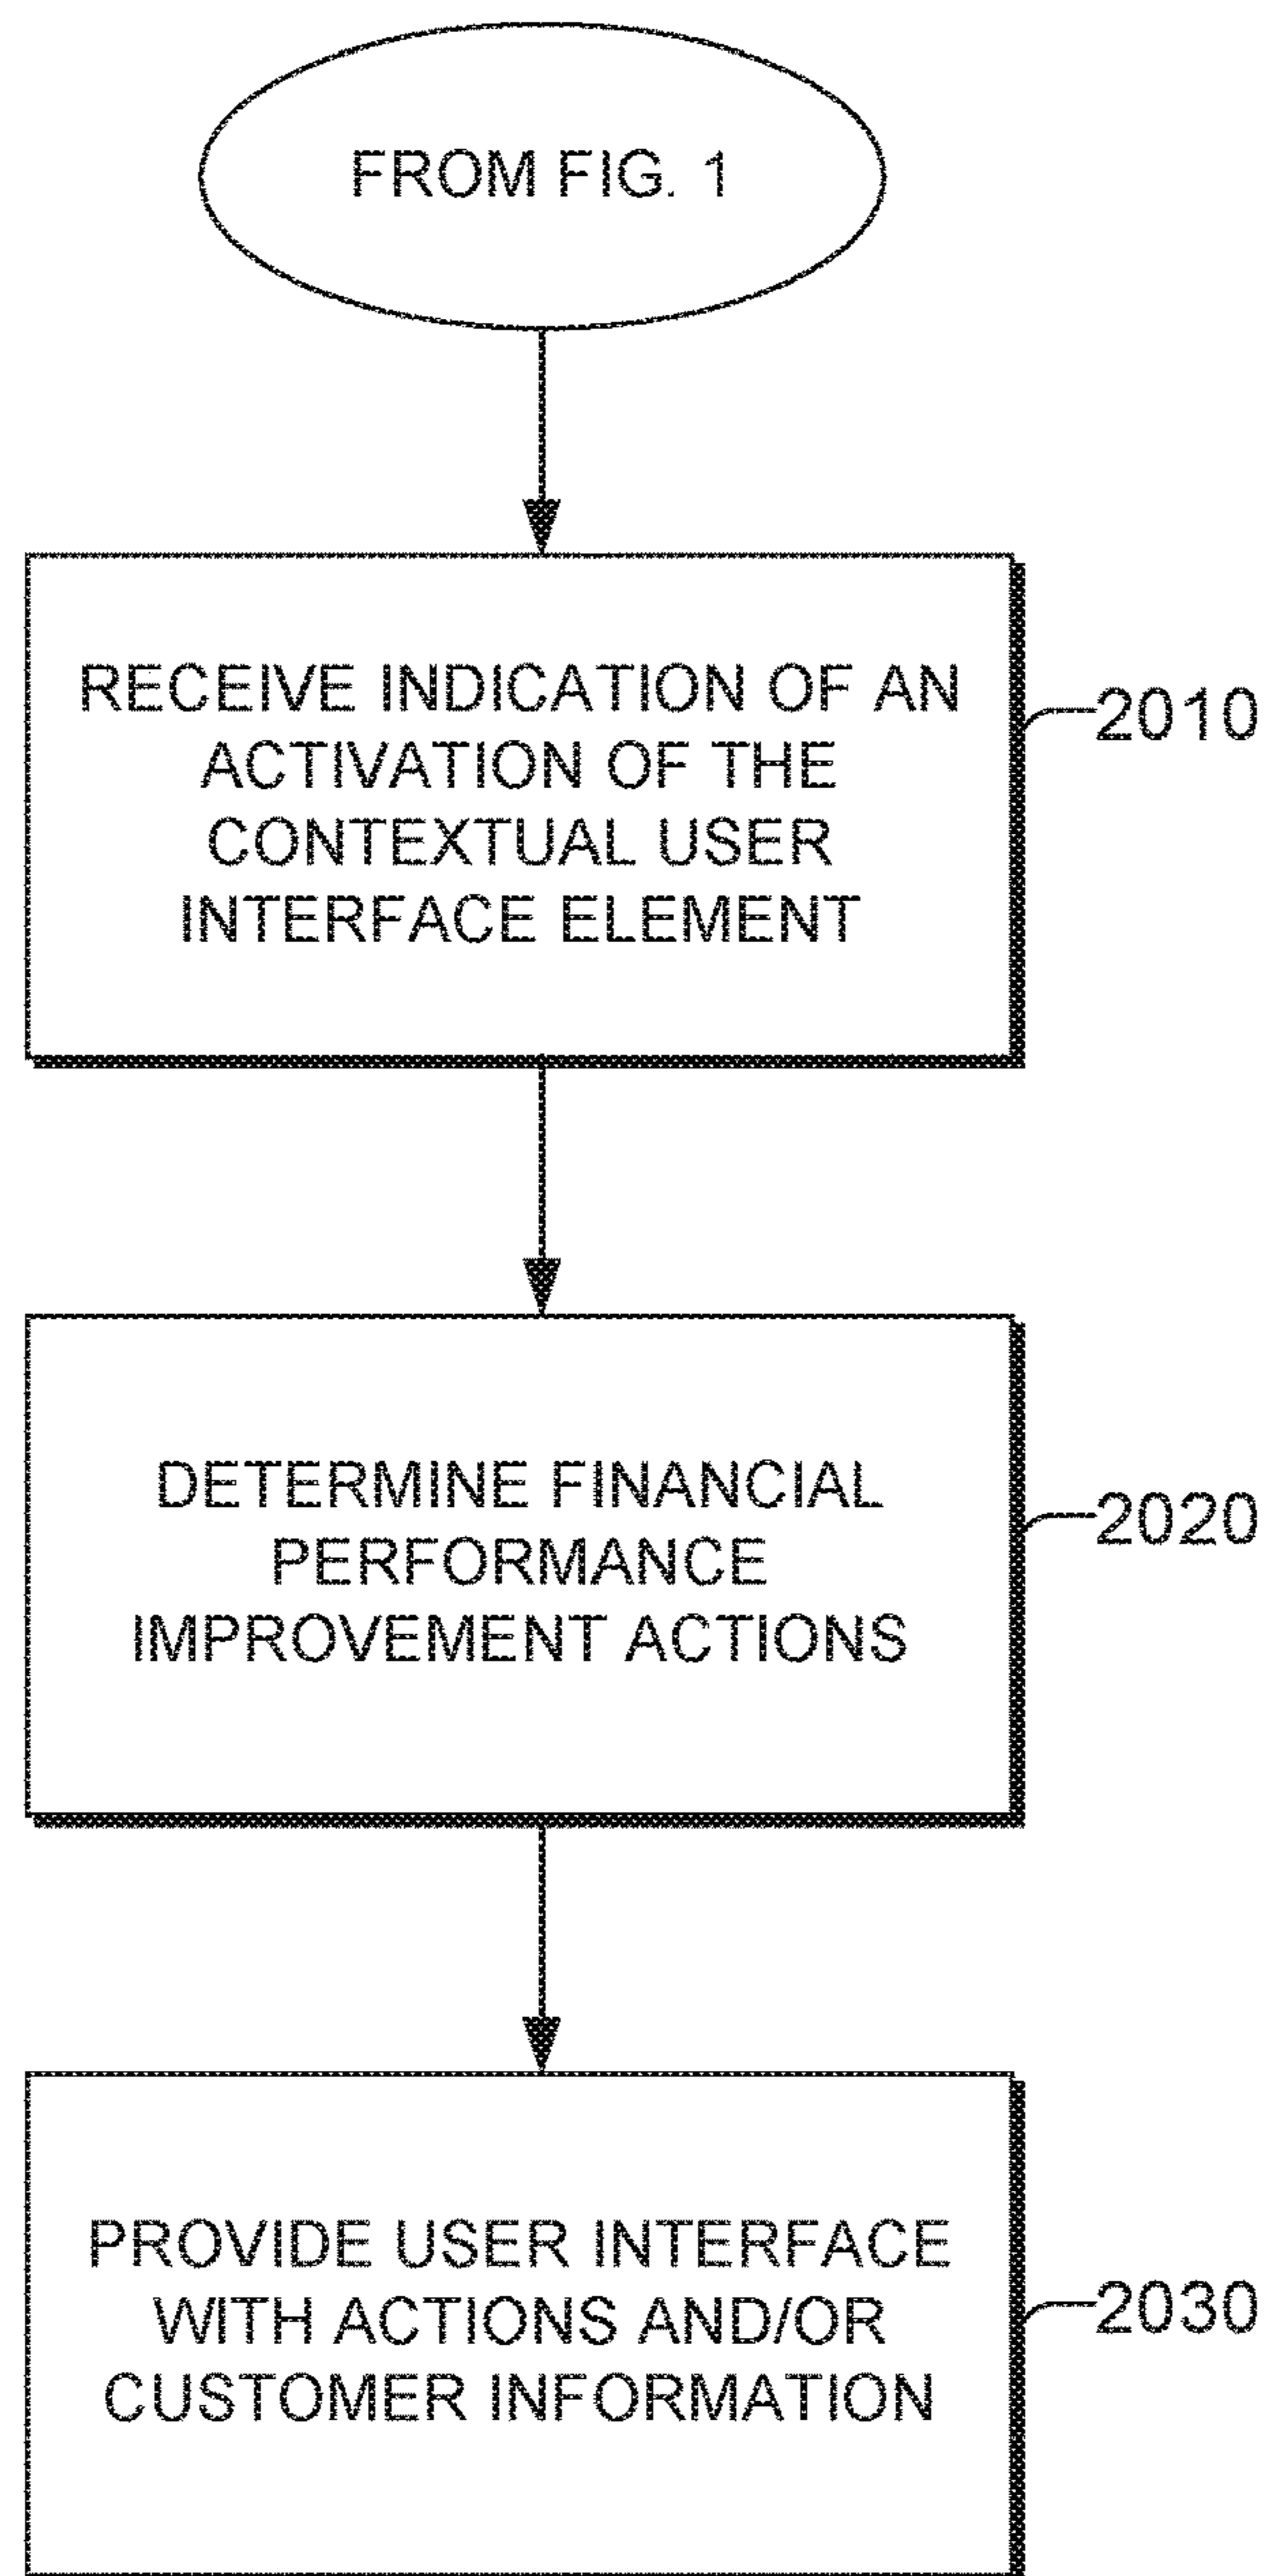 FROM FIG. 1
RECEIVE INDICATION OF AN
ACTIVATION OF THE
CONTEXTUAL USER
INTERFACE ELEMENT
2010
DETERMINE FINANCIAL
PERFORMANCE
IMPROVEMENT ACTIONS
2020
PROVIDE USER INTERFACE
WITH ACTIONS AND/OR
CUSTOMER INFORMATION
2030